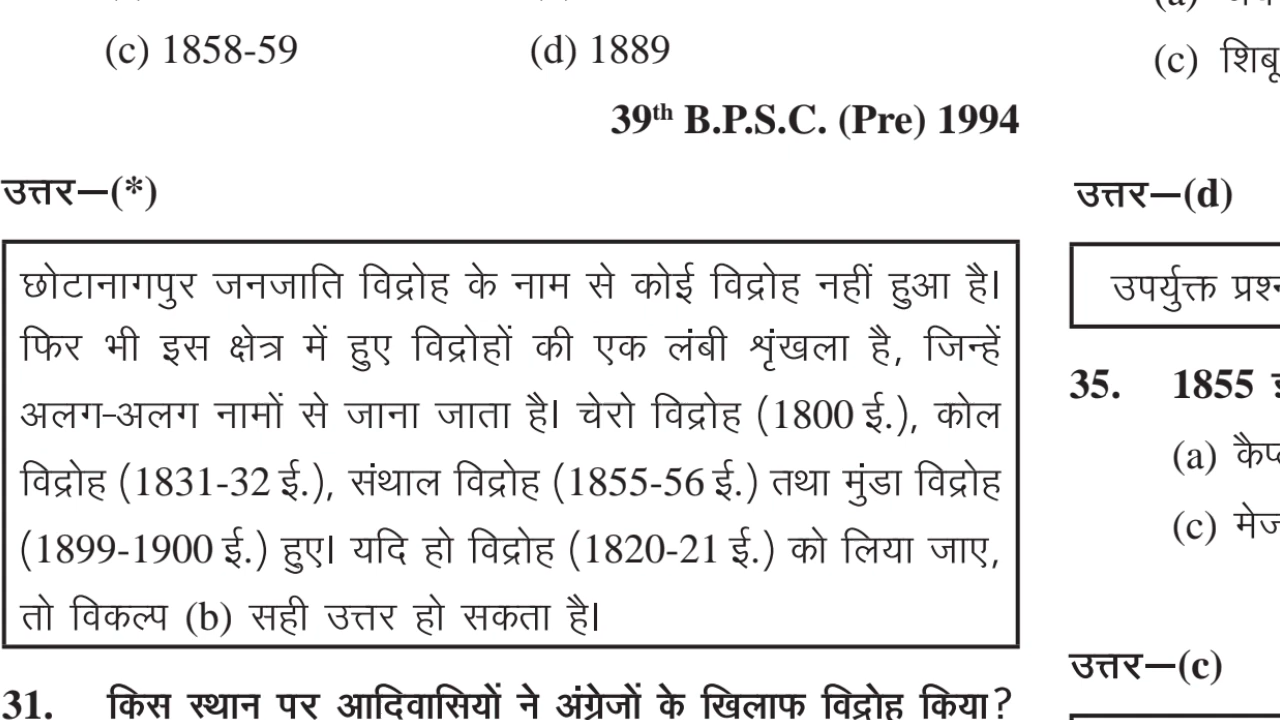 (c) 1858-59 (d) 1889
39th B.P.S.C. (Pre) 1994
उत्तर—(*)
छोटानागपुर जनजाति विद्रोह के नाम से कोई विद्रोह नहीं हुआ है।
फिर भी इस क्षेत्र में हुए विद्रोहों की एक लंबी शृंखला है, जिन्हें
अलग-अलग नामों से जाना जाता है। चेरो विद्रोह (1800 ई.), कोल
विद्रोह (1831-32 ई.), संथाल विद्रोह (1855-56 ई.) तथा मुंडा विद्रोह
(1899-1900 ई.) हुए। यदि हो विद्रोह (1820-21 ई.) को लिया जाए,
तो विकल्प (b) सही उत्तर हो सकता है।
31. किस स्थान पर आदिवासियों ने अंग्रेजों के खिलाफ विद्रोह किया?
(c) शिबू
उत्तर—(d)
उपर्युक्त
35. 1855
(a)
(c)
उत्तर—(c)